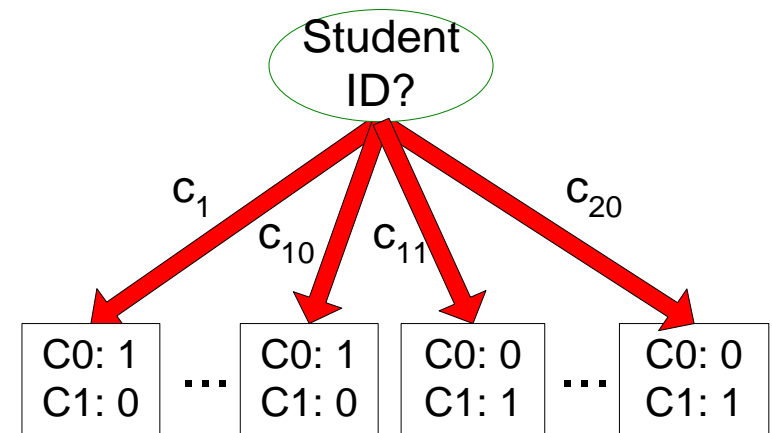 Student
ID?
c1
c10
c11
c20
C0: 1
C1: 0
...
C0: 1
C1: 0
C0: 0
C1: 1
...
C0: 0
C1: 1